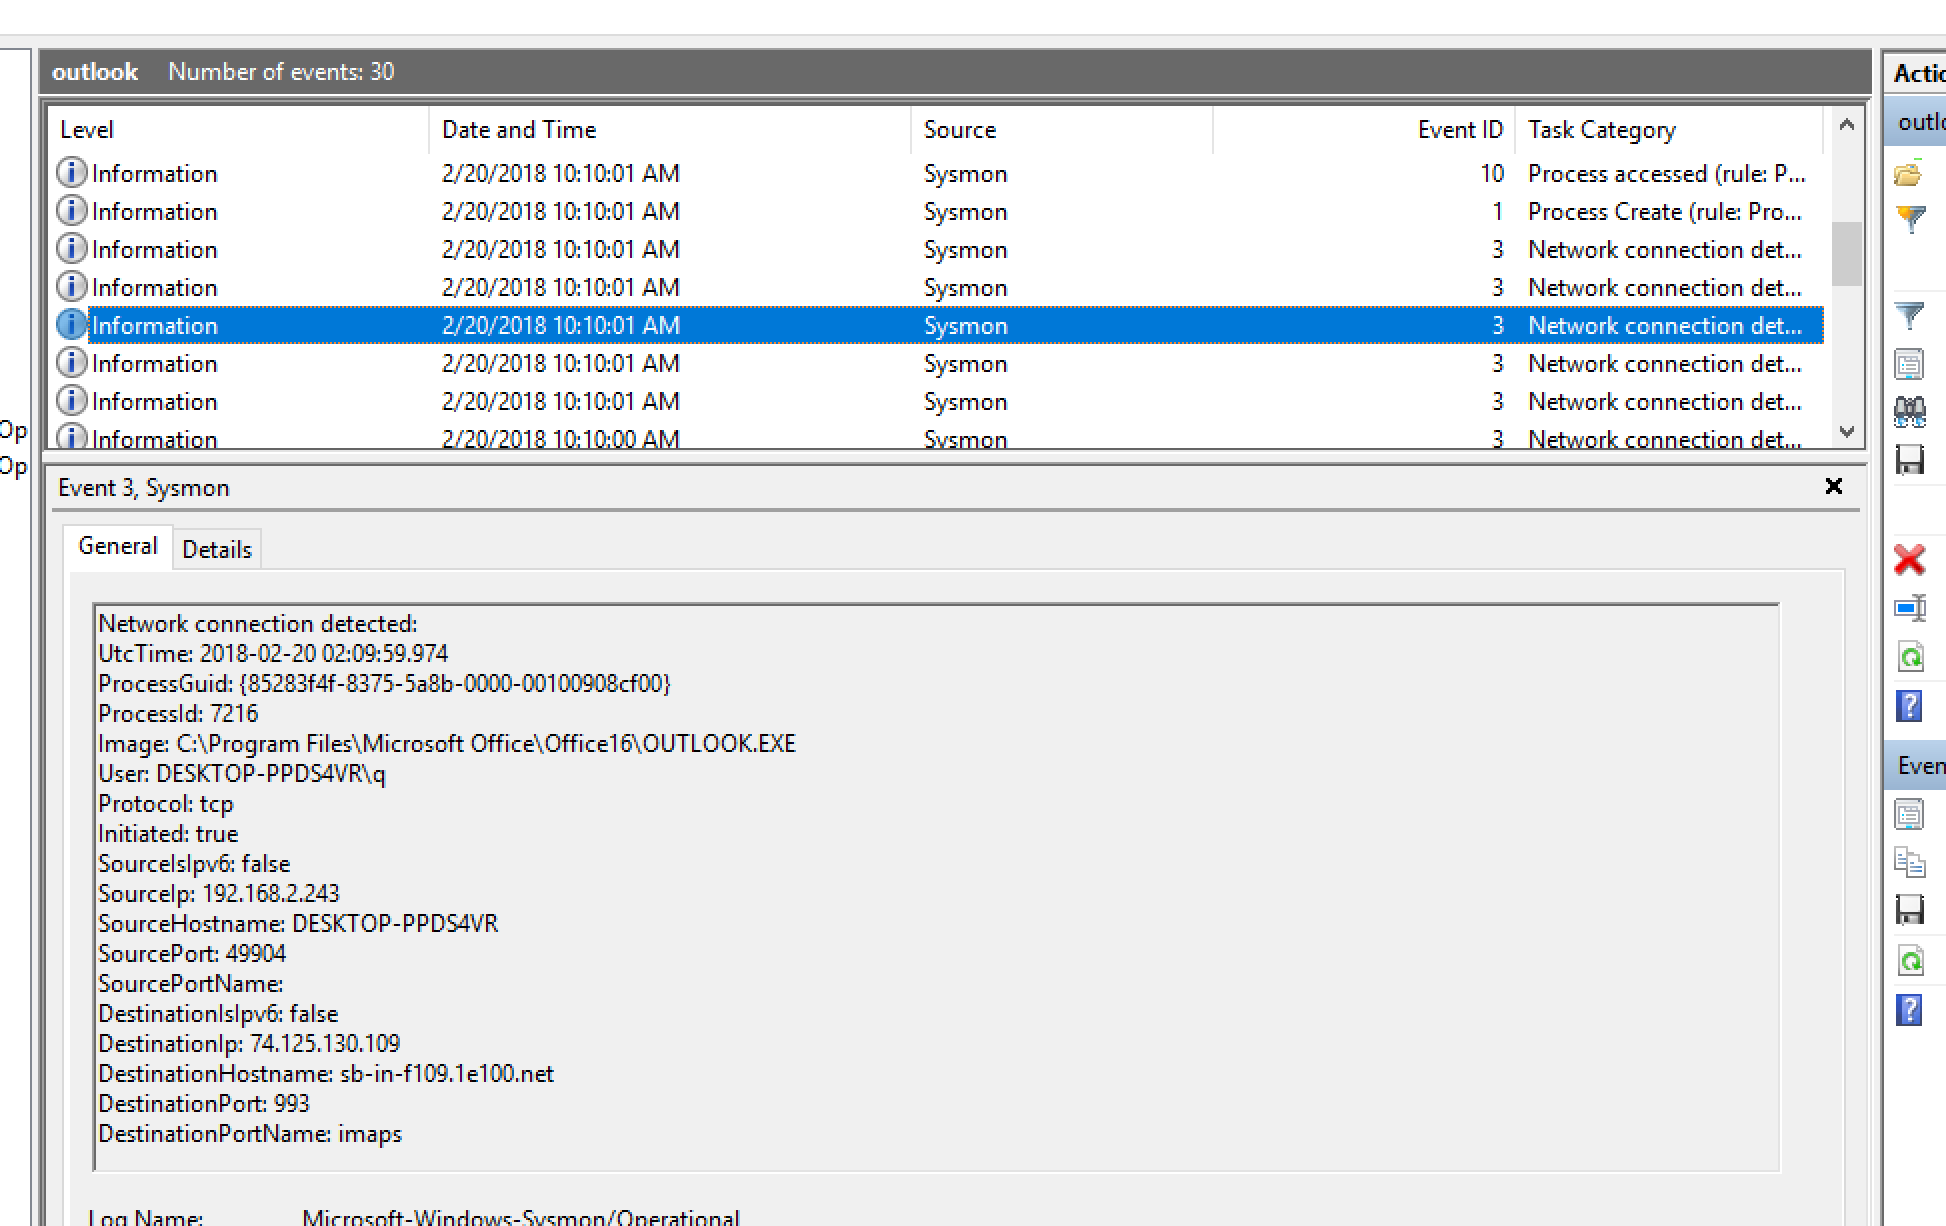 outlook Number of events: 30
Actio
outlo
Level Date and Time Source Event ID Task Category
Information 2/20/2018 10:10:01 AM Sysmon 10 Process accessed (rule: P...
Information 2/20/2018 10:10:01 AM Sysmon 1 Process Create (rule: Pro...
Information 2/20/2018 10:10:01 AM Sysmon 3 Network connection det...
Information 2/20/2018 10:10:01 AM Sysmon 3 Network connection det...
Information 2/20/2018 10:10:01 AM Sysmon 3 Network connection det...
Information 2/20/2018 10:10:01 AM Sysmon 3 Network connection det...
Information 2/20/2018 10:10:01 AM Sysmon 3 Network connection det...
Information 2/20/2018 10:10:00 AM Sysmon 3 Network connection det...
Op
Op
Event 3, Sysmon
General Details
Network connection detected:
UtcTime: 2018-02-20 02:09:59.974
ProcessGuid: {85283f4f-8375-5a8b-0000-00100908cf00}
ProcessId: 7216
Image: C:\Program Files\Microsoft Office\Office16\OUTLOOK.EXE
User: DESKTOP-PPDS4VR\q
Protocol: tcp
Initiated: true
SourceIsIpv6: false
SourceIp: 192.168.2.243
SourceHostname: DESKTOP-PPDS4VR
SourcePort: 49904
SourcePortName:
DestinationIsIpv6: false
DestinationIp: 74.125.130.109
DestinationHostname: sb-in-f109.1e100.net
DestinationPort: 993
DestinationPortName: imaps
Even
Log Name: Microsoft-Windows-Sysmon/Operational